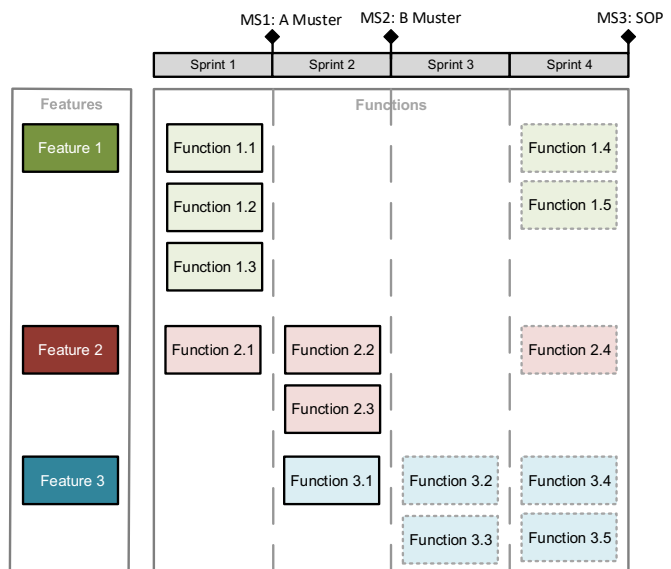 MS1: A Muster
MS2: B Muster
MS3: SOP
Sprint 1
Sprint 2
Sprint 3
Sprint 4
Features
Functions
Feature 1
Function 1.1
Function 1.4
Function 1.2
Function 1.5
Function 1.3
Feature 2
Function 2.1
Function 2.2
Function 2.4
Function 2.3
Feature 3
Function 3.1
Function 3.2
Function 3.4
Function 3.3
Function 3.5